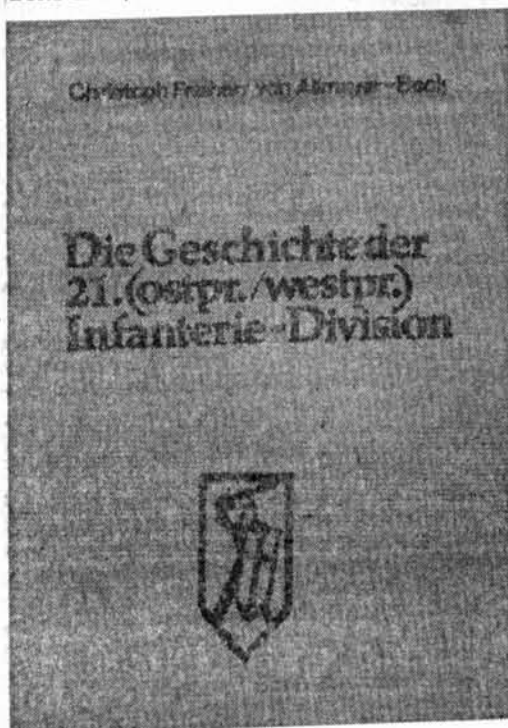 Christoph Freiherr von Allmayer-Beck
Die Geschichte der
21. (ostpr./westpr.)
Infanterie-Division